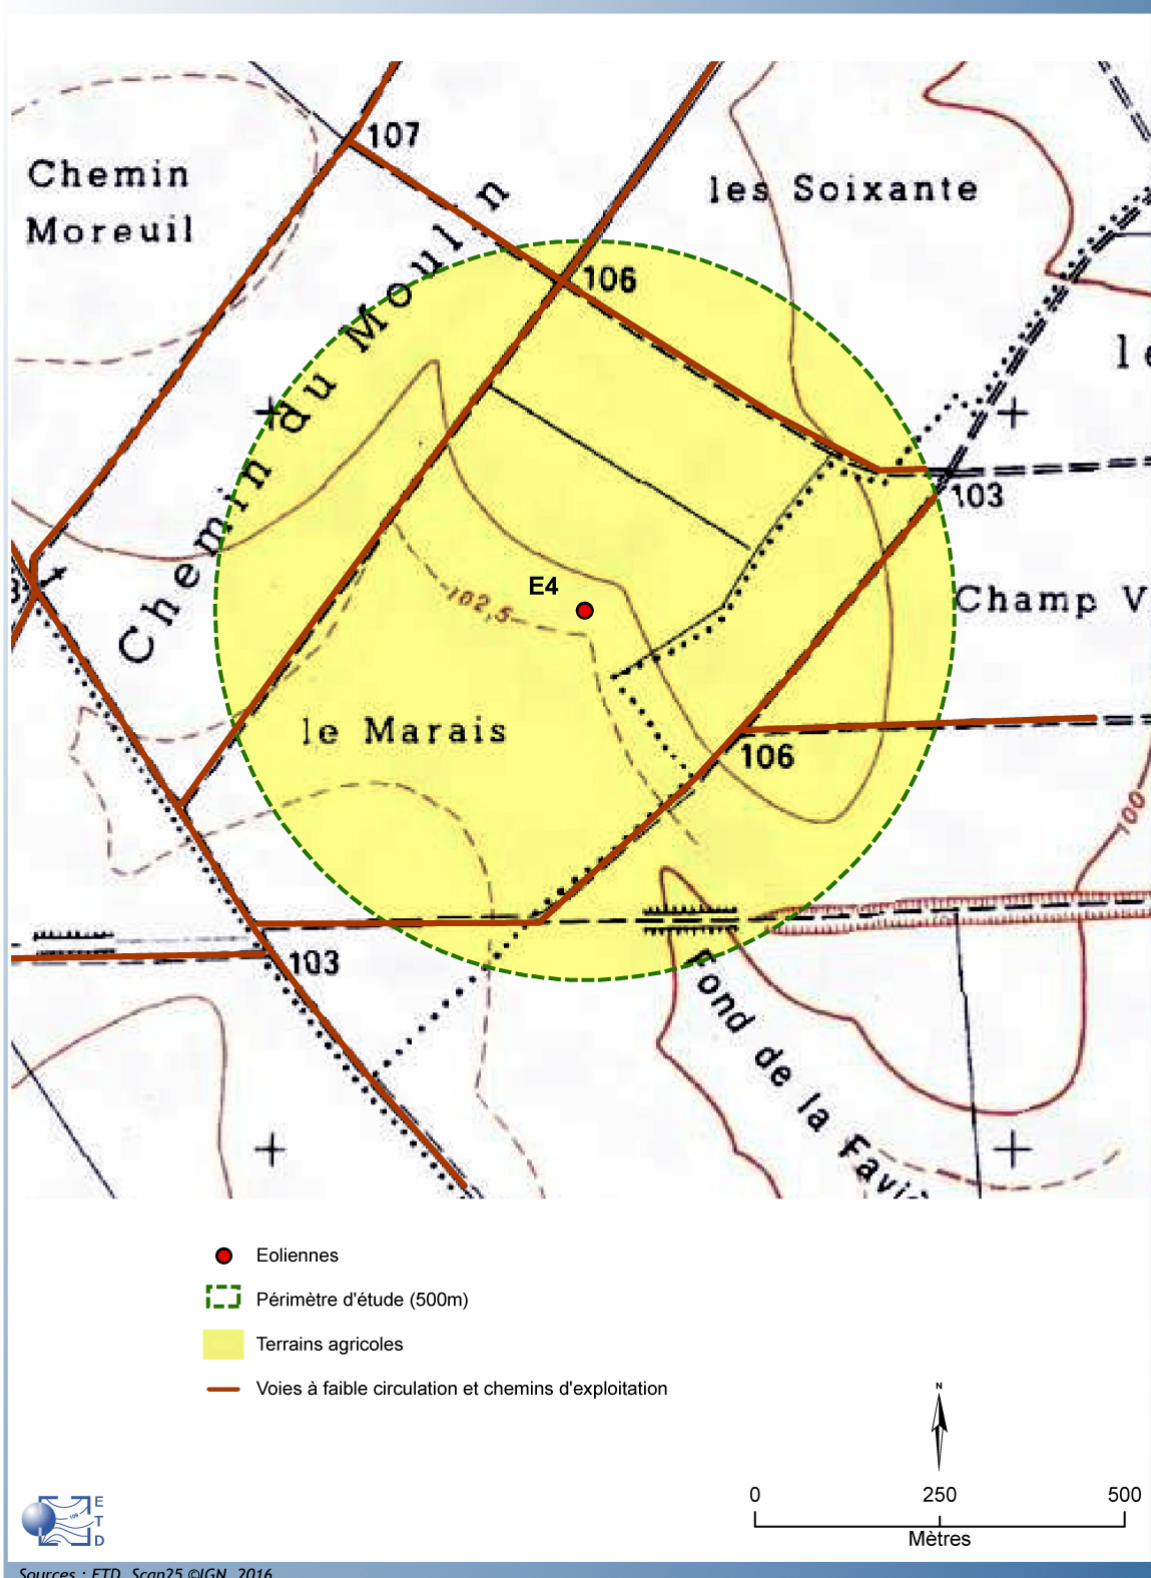 107
Chemin
Moreuil
les Soixante
Chemin du Moulin
106
103
E4
102,5
Champ V
le Marais
106
100
103
Fond de la
Eoliennes
Périmètre d'étude (500m)
Terrains agricoles
Voies à faible circulation et chemins d'exploitation
N
0 250 500
Mètres
E
T
D
Sources : ETD, Scan25 ©IGN, 2016